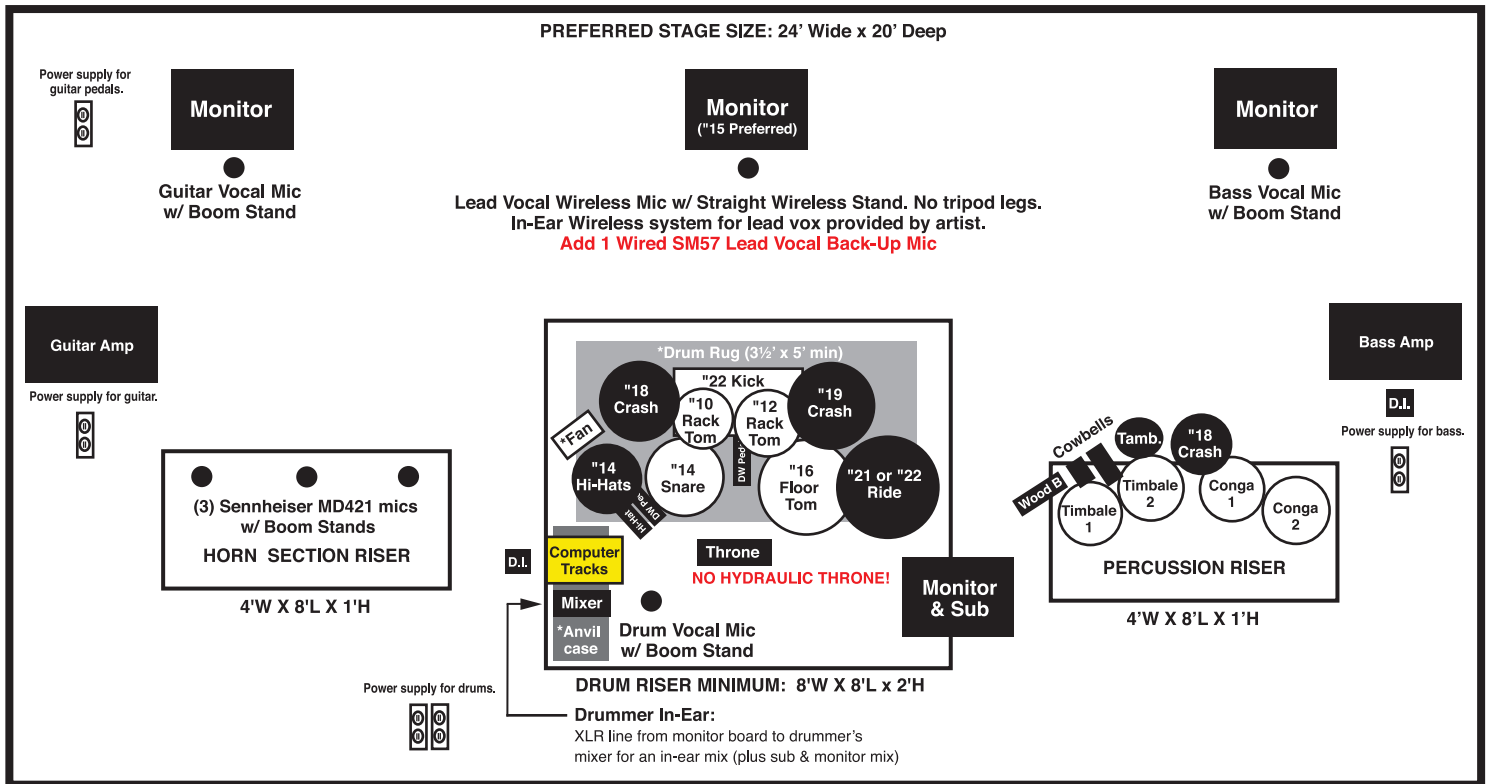 PREFERRED STAGE SIZE: 24' Wide x 20' Deep
Power supply for
guitar pedals.
Monitor
Monitor
("15 Preferred)
Monitor
Guitar Vocal Mic
w/ Boom Stand
Lead Vocal Wireless Mic w/ Straight Wireless Stand. No tripod legs.
In-Ear Wireless system for lead vox provided by artist.
Add 1 Wired SM57 Lead Vocal Back-Up Mic
Bass Vocal Mic
w/ Boom Stand
Guitar Amp
Power supply for guitar.
(3) Sennheiser MD421 mics
w/ Boom Stands
HORN SECTION RISER
4'W X 8'L X 1'H
*Drum Rug (3½' x 5' min)
"22 Kick
"18
Crash
"10
Rack
Tom
"12
Rack
Tom
"19
Crash
*Fan
"14
Hi-Hats
"14
Snare
DW Ped
"16
Floor
Tom
"21 or "22
Ride
Hi-Hat
DW Pe
D.I.
Computer
Tracks
Throne
NO HYDRAULIC THRONE!
Mixer
*Anvil
case
Drum Vocal Mic
w/ Boom Stand
Monitor
& Sub
DRUM RISER MINIMUM: 8'W X 8'L x 2'H
Power supply for drums.
Drummer In-Ear:
XLR line from monitor board to drummer's
mixer for an in-ear mix (plus sub & monitor mix)
Bass Amp
D.I.
Power supply for bass.
Cowbells
Tamb.
"18
Crash
Wood B
Timbale
1
Timbale
2
Conga
1
Conga
2
PERCUSSION RISER
4'W X 8'L X 1'H